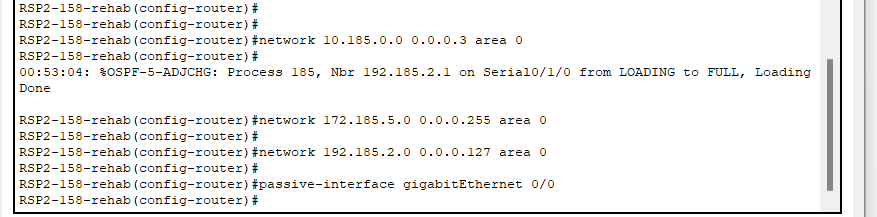 RSP2-158-rehab(config-router)#
RSP2-158-rehab(config-router)#
RSP2-158-rehab(config-router)#network 10.185.0.0 0.0.0.3 area 0
RSP2-158-rehab(config-router)#
00:53:04: %OSPF-5-ADJCHG: Process 185, Nbr 192.185.2.1 on Serial0/1/0 from LOADING to FULL, Loading
Done
RSP2-158-rehab(config-router)#network 172.185.5.0 0.0.0.255 area 0
RSP2-158-rehab(config-router)#
RSP2-158-rehab(config-router)#network 192.185.2.0 0.0.0.127 area 0
RSP2-158-rehab(config-router)#
RSP2-158-rehab(config-router)#passive-interface gigabitEthernet 0/0
RSP2-158-rehab(config-router)#